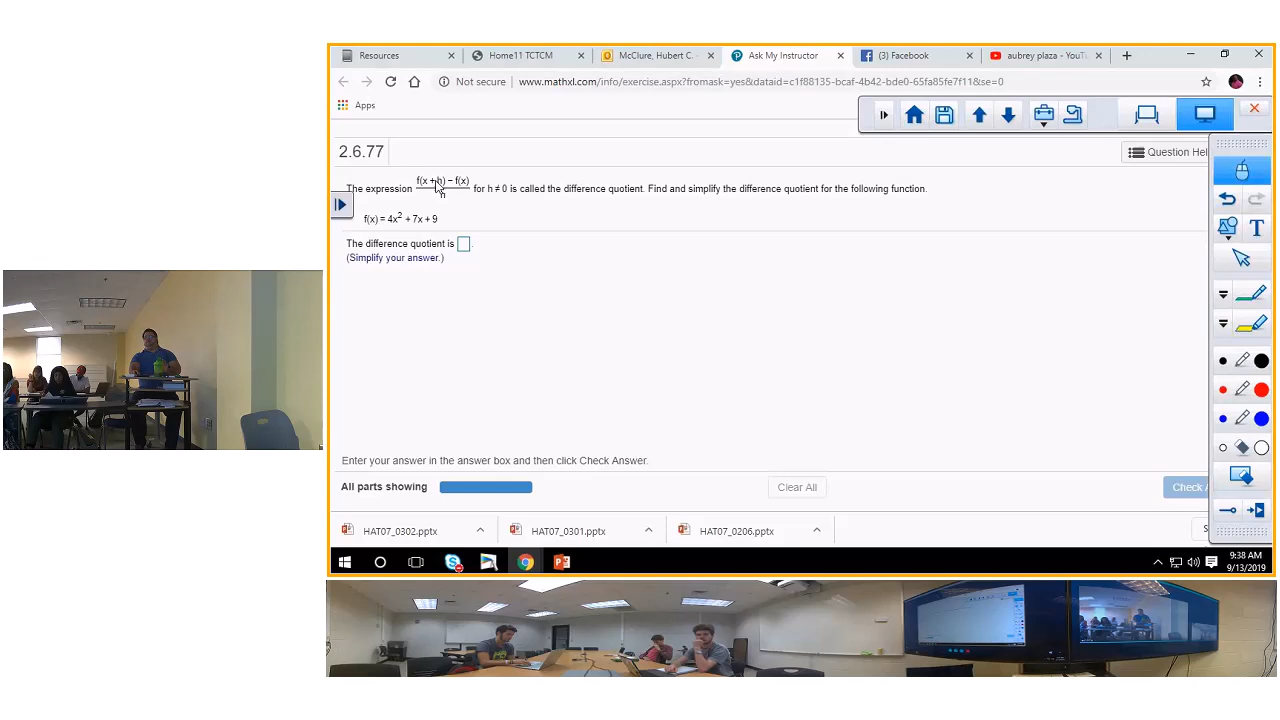 Resources
Home11 TCTCM
McClure, Hubert C. -
Ask My Instructor
(3) Facebook
aubrey plaza - YouTu
Not secure
www.mathxl.com/info/exercise.aspx?fromask=yes&dataid=c1f88135-bcaf-4b42-bde0-65fa85fe7f11&se=0
Apps
2.6.77
Question Hel
The expression f(x + h) − f(x) / h for h ≠ 0 is called the difference quotient. Find and simplify the difference quotient for the following function.
f(x) = 4x² + 7x + 9
The difference quotient is .
(Simplify your answer.)
Enter your answer in the answer box and then click Check Answer.
All parts showing
Clear All
Check A
HAT07_0302.pptx
HAT07_0301.pptx
HAT07_0206.pptx
S
T
9:38 AM
9/13/2019